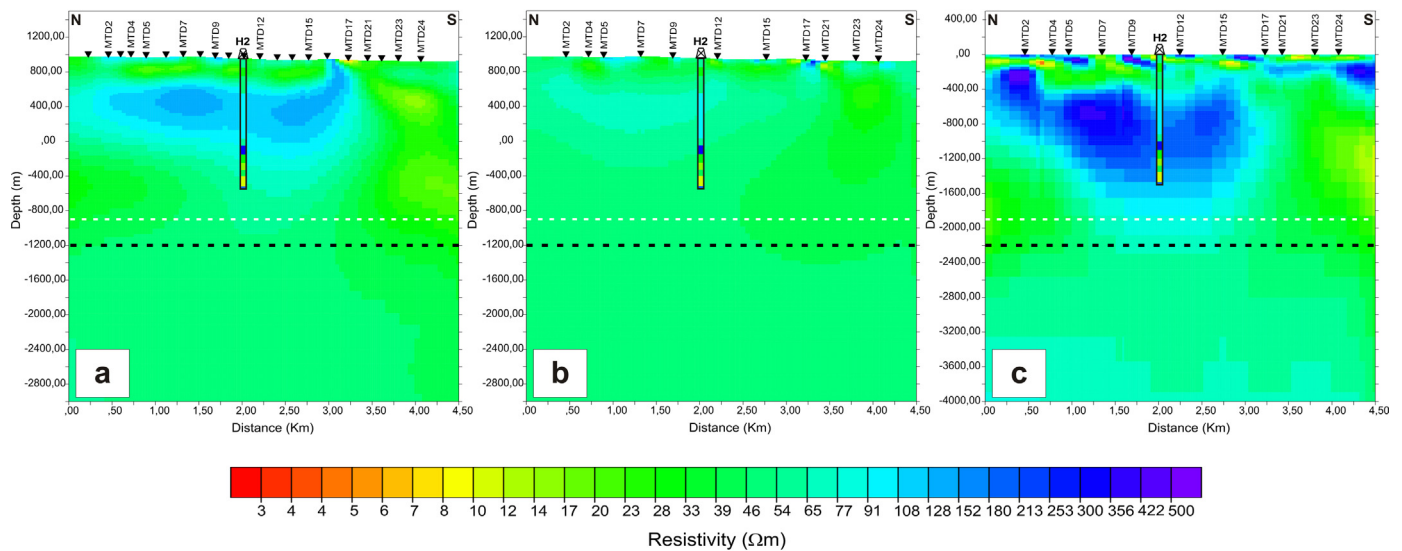 N MTD2 MTD4 MTD5 MTD7 MTD9 H2 MTD12 MTD15 MTD17 MTD21 MTD23 MTD24 S
1200,00
800,00
400,00
,00
-400,00
-800,00
-1200,00
-1600,00
-2000,00
-2400,00
-2800,00
Depth (m)
a
,00 ,50 1,00 1,50 2,00 2,50 3,00 3,50 4,00 4,50
Distance (Km)
N MTD2 MTD4 MTD5 MTD7 MTD9 H2 MTD12 MTD15 MTD17 MTD21 MTD23 MTD24 S
1200,00
800,00
400,00
,00
-400,00
-800,00
-1200,00
-1600,00
-2000,00
-2400,00
-2800,00
Depth (m)
b
,00 ,50 1,00 1,50 2,00 2,50 3,00 3,50 4,00 4,50
Distance (Km)
N MTD2 MTD4 MTD5 MTD7 MTD9 H2 MTD12 MTD15 MTD17 MTD21 MTD23 MTD24 S
400,00
,00
-400,00
-800,00
-1200,00
-1600,00
-2000,00
-2400,00
-2800,00
-3200,00
-3600,00
-4000,00
Depth (m)
c
,00 ,50 1,00 1,50 2,00 2,50 3,00 3,50 4,00 4,50
Distance (Km)
3 4 4 5 6 7 8 10 12 14 17 20 23 28 33 39 46 54 65 77 91 108 128 152 180 213 253 300 356 422 500
Resistivity (Ωm)